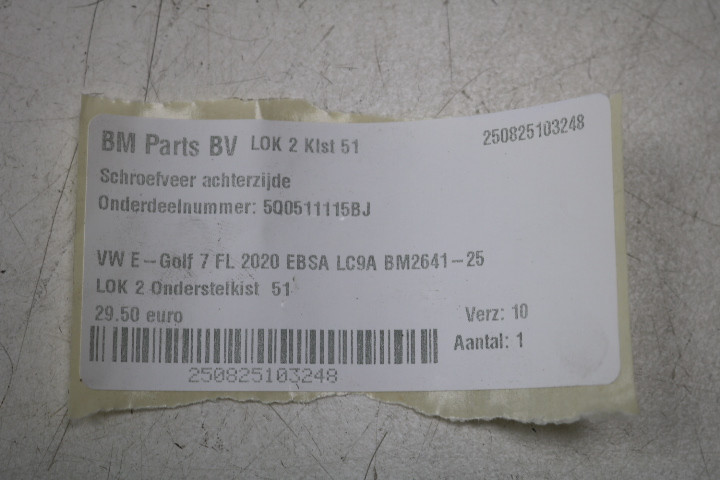 BM Parts BV LOK 2 Klst 51 250825103248
Schroefveer achterzijde
Onderdeelnummer: 5Q0511115BJ
VW E-Golf 7 FL 2020 EBSA LC9A BM2641-25
LOK 2 Onderstelkist 51
29.50 euro Verz: 10
Aantal: 1
250825103248